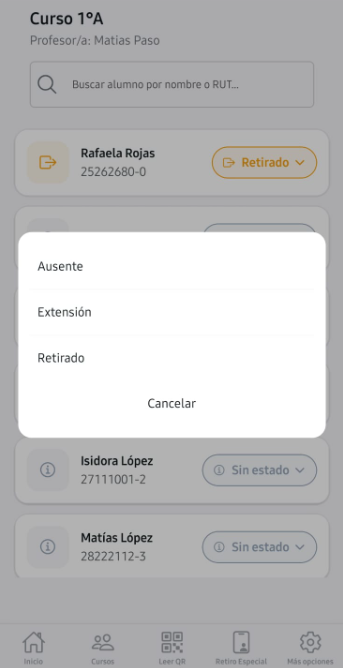 Curso 1°A
Profesor/a: Matias Paso
Buscar alumno por nombre o RUT...
Rafaela Rojas
25262680-0
Retirado
Ausente
Extensión
Retirado
Cancelar
Isidora López
27111001-2
Sin estado
Matías López
28222112-3
Sin estado
Inicio
Cursos
Leer QR
Retiro Especial
Más opciones